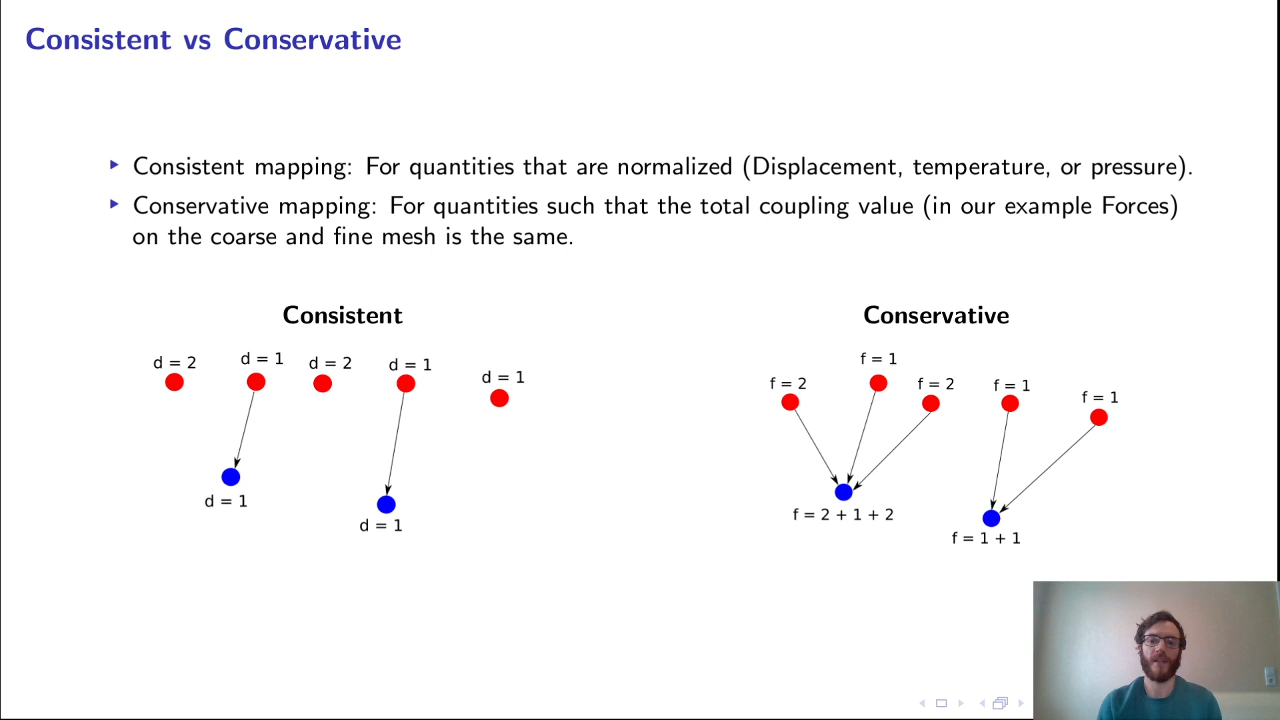 Consistent vs Conservative
Consistent mapping: For quantities that are normalized (Displacement, temperature, or pressure).
Conservative mapping: For quantities such that the total coupling value (in our example Forces)
on the coarse and fine mesh is the same.
Consistent
d = 2
d = 1
d = 2
d = 1
d = 1
d = 1
d = 1
Conservative
f = 2
f = 1
f = 2
f = 1
f = 1
f = 2 + 1 + 2
f = 1 + 1